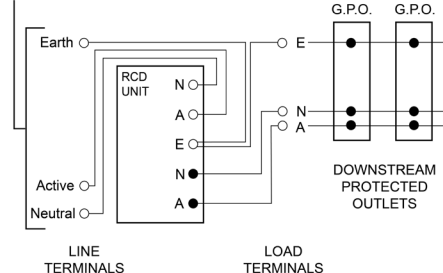 G.P.O. G.P.O.
Earth
E
RCD
UNIT
N
A
E
N
A
N
A
Active
Neutral
DOWNSTREAM
PROTECTED
OUTLETS
LINE
TERMINALS
LOAD
TERMINALS